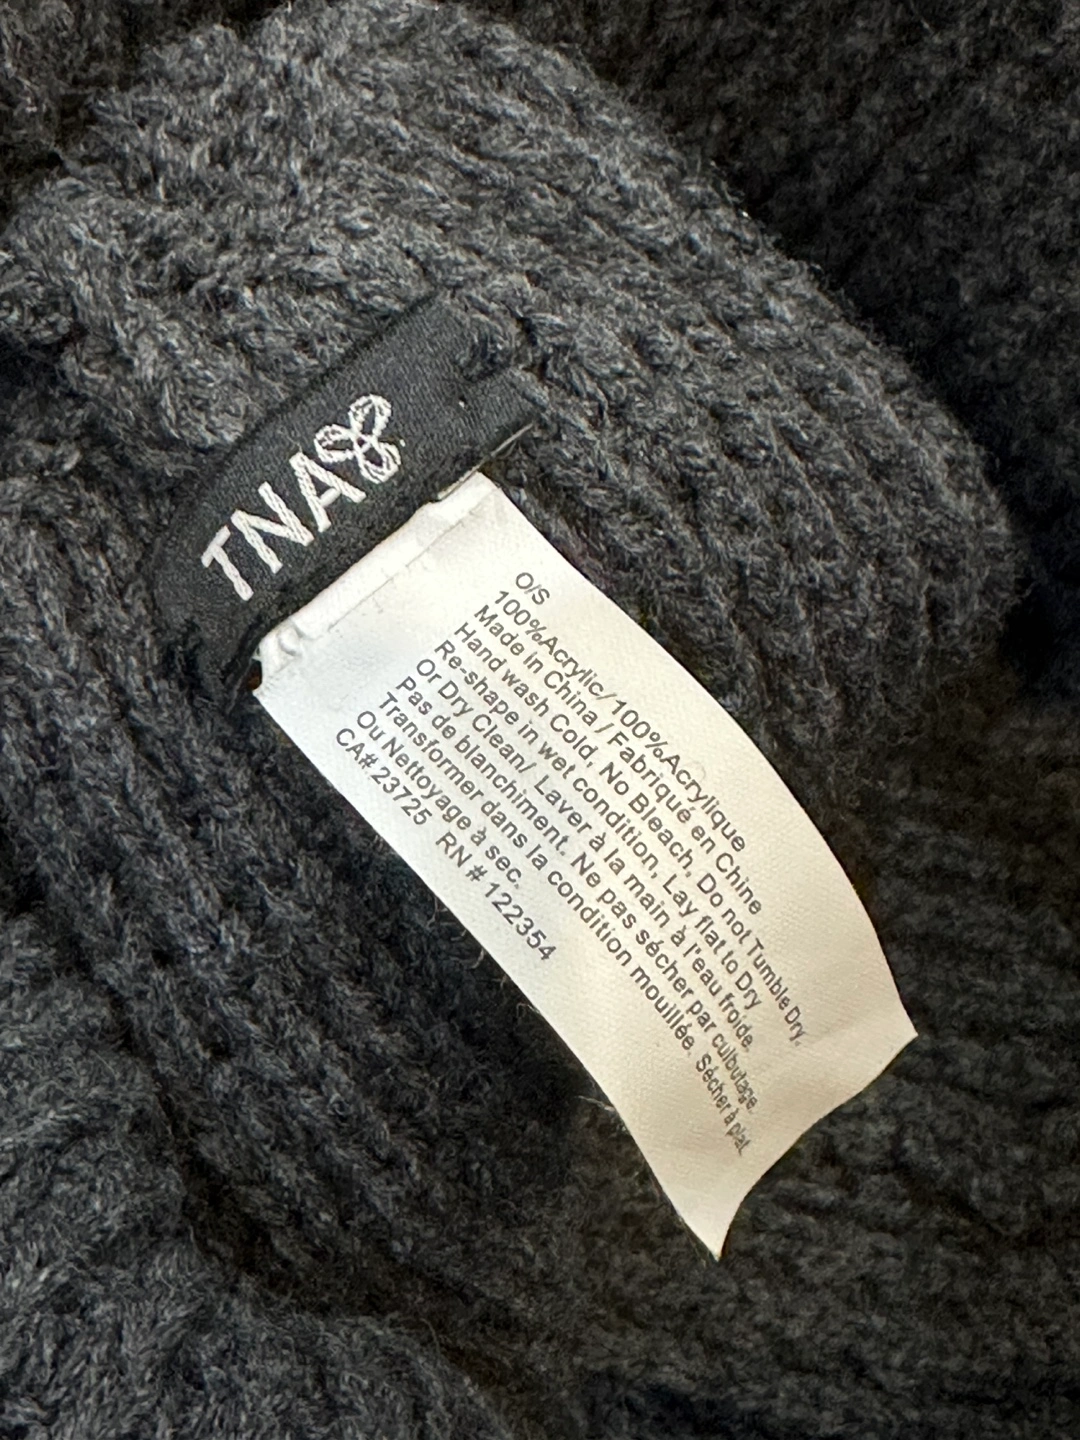 TNA
O/S
100%Acrylic/100%Acrylique
Made in China / Fabriqué en Chine
Hand wash Cold, No Bleach, Do not Tumble Dry,
Re-shape in wet condition, Lay flat to Dry
Or Dry Clean/ Laver à la main à l'eau froide.
Pas de blanchiment. Ne pas sécher par culbutage.
Transformer dans la condition mouillée. Sécher à plat.
Ou Nettoyage à sec.
CA# 23725 RN # 122354